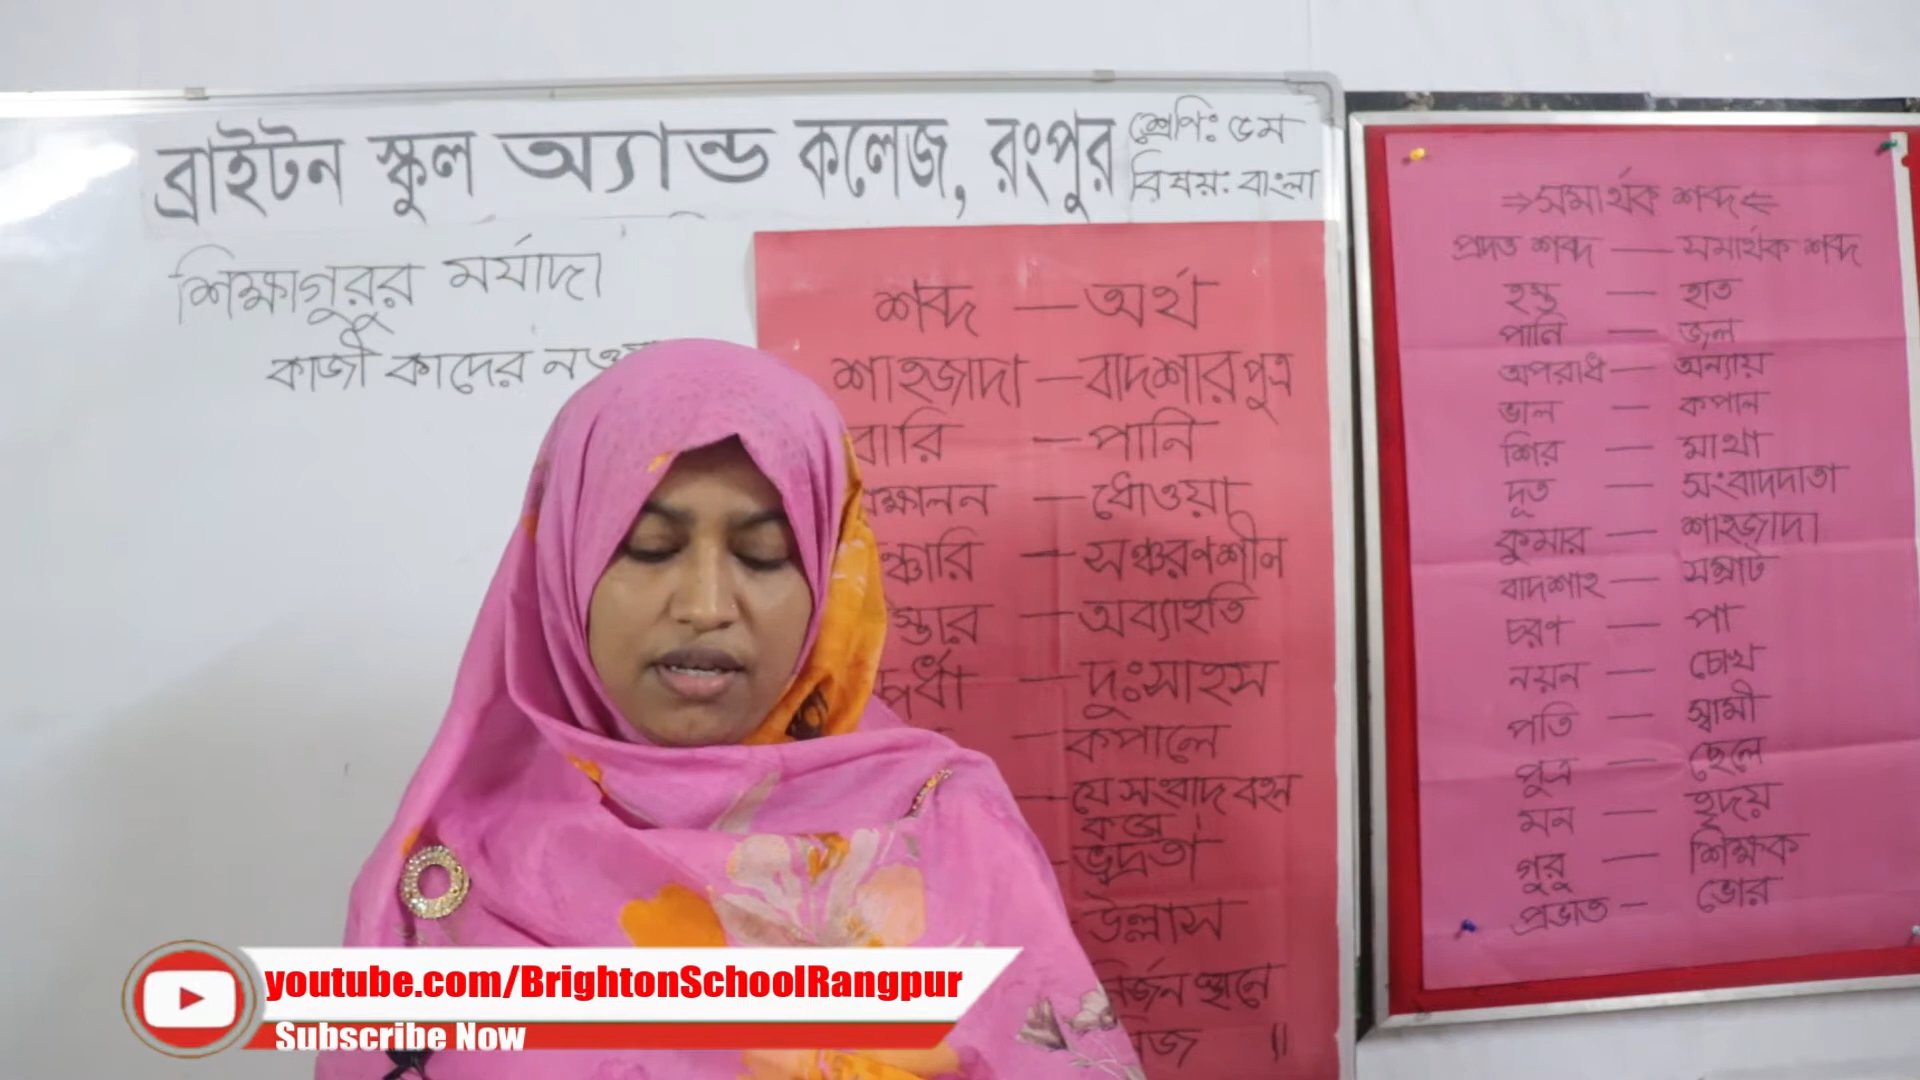 ব্রাইটন স্কুল অ্যান্ড কলেজ, রংপুর
শ্রেণি: ৫ম
বিষয়: বাংলা
শিক্ষাগুরুর মর্যাদা
কাজী কাদের
শব্দ — অর্থ
শাহজাদা — বাদশার পুত্র
বারি — পানি
— ধোওয়া
— সঞ্চরণশীল
— অব্যাহতি
— দুঃসাহস
— কপালে
— যে সংবাদ বহন
করে।
— ভদ্রতা
— উল্লাস
স্থানে
⇒সমার্থক শব্দ⇐
প্রদত্ত শব্দ — সমার্থক শব্দ
হস্ত — হাত
পানি — জল
অপরাধ — অন্যায়
ভাল — কপাল
শির — মাথা
দূত — সংবাদদাতা
কুমার — শাহজাদা
বাদশাহ — সম্রাট
চরণ — পা
নয়ন — চোখ
পতি — স্বামী
পুত্র — ছেলে
মন — হৃদয়
গুরু — শিক্ষক
প্রভাত — ভোর
youtube.com/BrightonSchoolRangpur
Subscribe Now